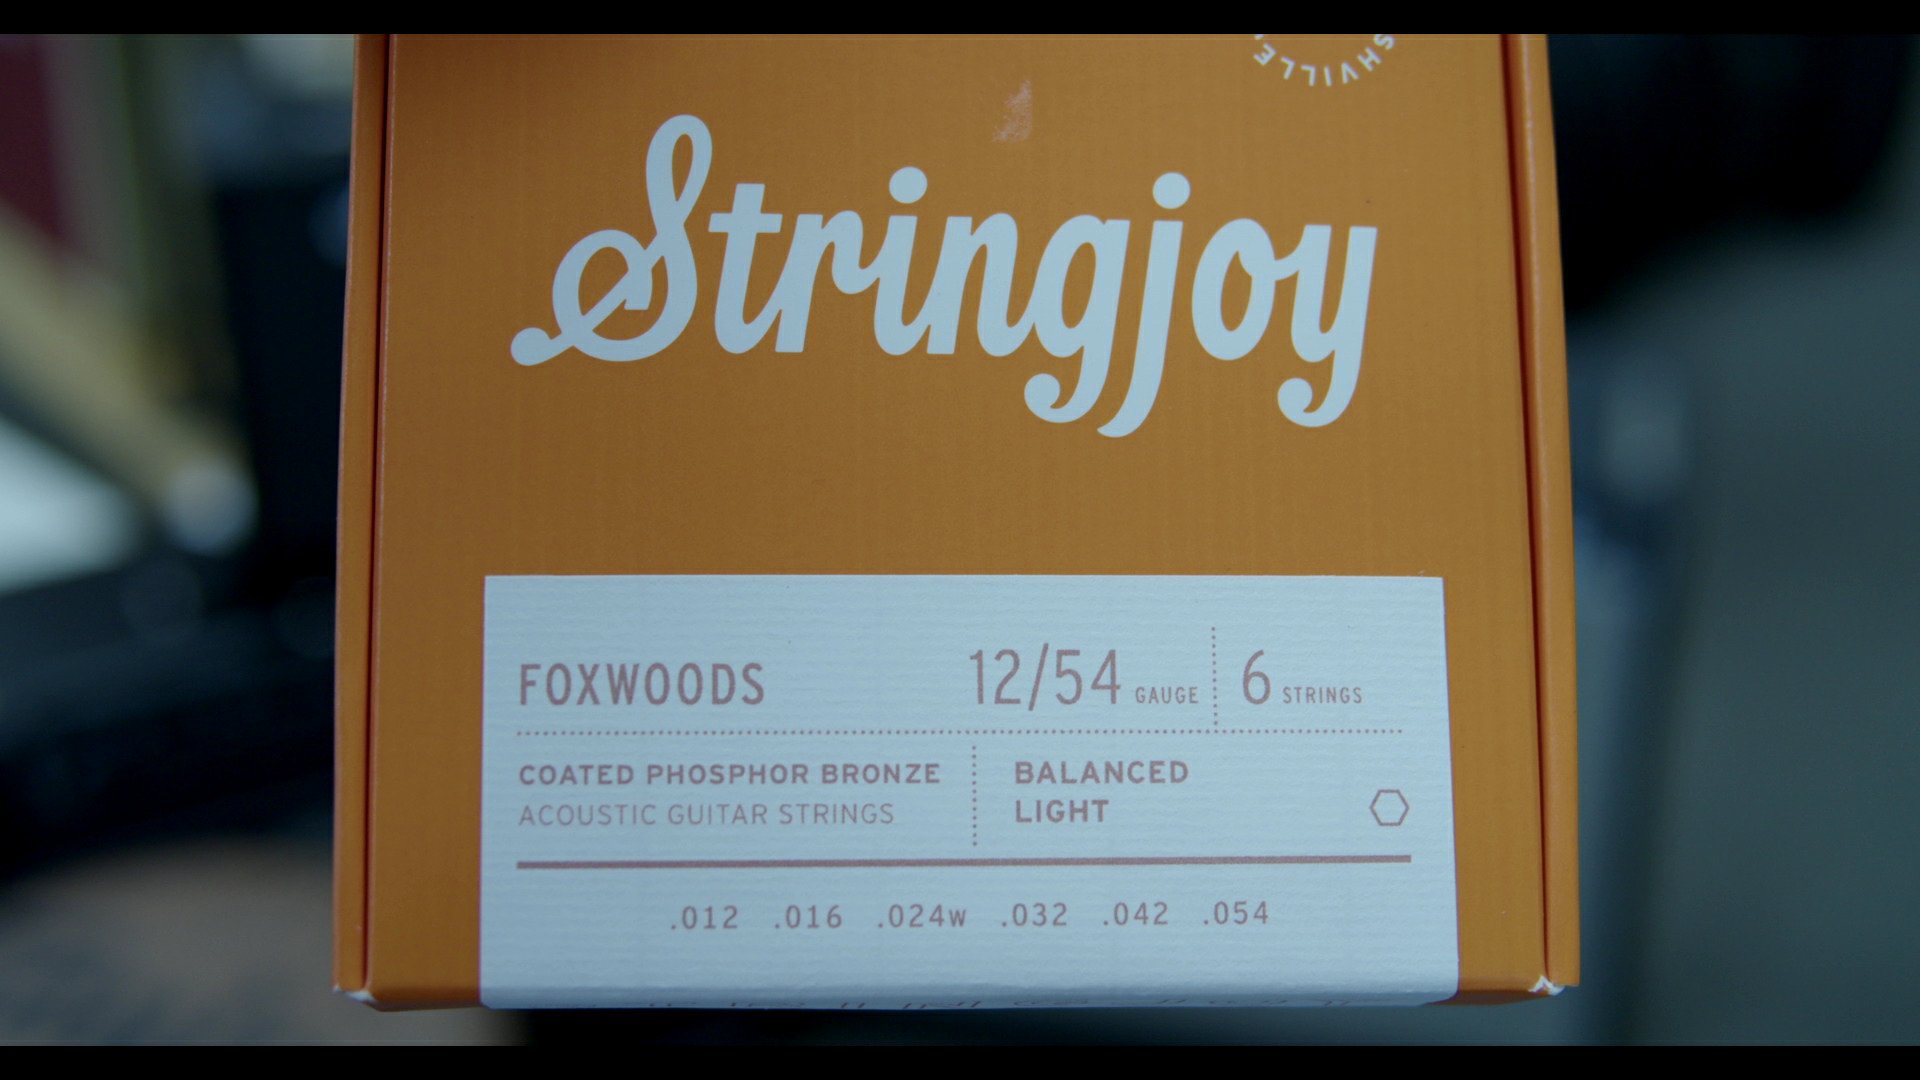 SHVILLE
Stringjoy
FOXWOODS 12/54 GAUGE 6 STRINGS
COATED PHOSPHOR BRONZE BALANCED
ACOUSTIC GUITAR STRINGS LIGHT
.012 .016 .024w .032 .042 .054